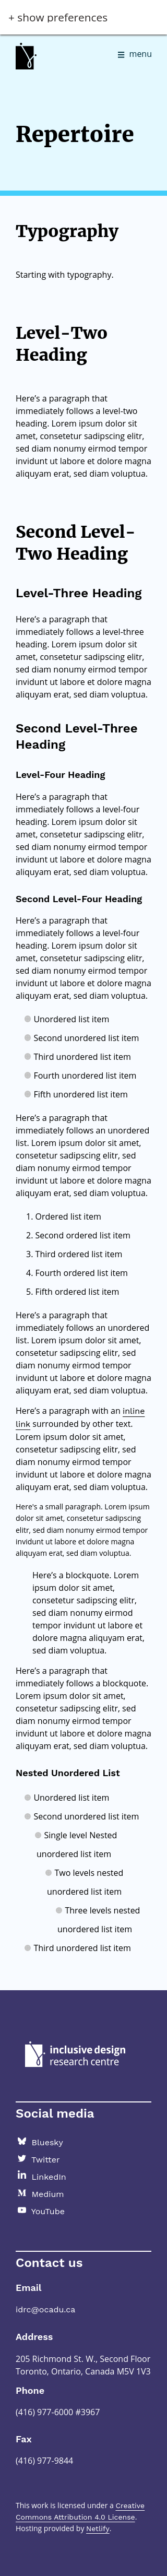 + show preferences
menu
Repertoire
Typography
Starting with typography.
Level-Two
Heading
Here’s a paragraph that
immediately follows a level-two
heading. Lorem ipsum dolor sit
amet, consetetur sadipscing elitr,
sed diam nonumy eirmod tempor
invidunt ut labore et dolore magna
aliquyam erat, sed diam voluptua.
Second Level-
Two Heading
Level-Three Heading
Here’s a paragraph that
immediately follows a level-three
heading. Lorem ipsum dolor sit
amet, consetetur sadipscing elitr,
sed diam nonumy eirmod tempor
invidunt ut labore et dolore magna
aliquyam erat, sed diam voluptua.
Second Level-Three
Heading
Level-Four Heading
Here’s a paragraph that
immediately follows a level-four
heading. Lorem ipsum dolor sit
amet, consetetur sadipscing elitr,
sed diam nonumy eirmod tempor
invidunt ut labore et dolore magna
aliquyam erat, sed diam voluptua.
Second Level-Four Heading
Here’s a paragraph that
immediately follows a level-four
heading. Lorem ipsum dolor sit
amet, consetetur sadipscing elitr,
sed diam nonumy eirmod tempor
invidunt ut labore et dolore magna
aliquyam erat, sed diam voluptua.
Unordered list item
Second unordered list item
Third unordered list item
Fourth unordered list item
Fifth unordered list item
Here’s a paragraph that
immediately follows an unordered
list. Lorem ipsum dolor sit amet,
consetetur sadipscing elitr, sed
diam nonumy eirmod tempor
invidunt ut labore et dolore magna
aliquyam erat, sed diam voluptua.
1. Ordered list item
2. Second ordered list item
3. Third ordered list item
4. Fourth ordered list item
5. Fifth ordered list item
Here’s a paragraph that
immediately follows an unordered
list. Lorem ipsum dolor sit amet,
consetetur sadipscing elitr, sed
diam nonumy eirmod tempor
invidunt ut labore et dolore magna
aliquyam erat, sed diam voluptua.
Here’s a paragraph with an inline
link surrounded by other text.
Lorem ipsum dolor sit amet,
consetetur sadipscing elitr, sed
diam nonumy eirmod tempor
invidunt ut labore et dolore magna
aliquyam erat, sed diam voluptua.
Here’s a small paragraph. Lorem ipsum
dolor sit amet, consetetur sadipscing
elitr, sed diam nonumy eirmod tempor
invidunt ut labore et dolore magna
aliquyam erat, sed diam voluptua.
Here’s a blockquote. Lorem
ipsum dolor sit amet,
consetetur sadipscing elitr,
sed diam nonumy eirmod
tempor invidunt ut labore et
dolore magna aliquyam erat,
sed diam voluptua.
Here’s a paragraph that
immediately follows a blockquote.
Lorem ipsum dolor sit amet,
consetetur sadipscing elitr, sed
diam nonumy eirmod tempor
invidunt ut labore et dolore magna
aliquyam erat, sed diam voluptua.
Nested Unordered List
Unordered list item
Second unordered list item
Single level Nested
unordered list item
Two levels nested
unordered list item
Three levels nested
unordered list item
Third unordered list item
inclusive design
research centre
Social media
Bluesky
Twitter
LinkedIn
Medium
YouTube
Contact us
Email
idrc@ocadu.ca
Address
205 Richmond St. W., Second Floor
Toronto, Ontario, Canada M5V 1V3
Phone
(416) 977-6000 #3967
Fax
(416) 977-9844
This work is licensed under a Creative
Commons Attribution 4.0 License.
Hosting provided by Netlify.